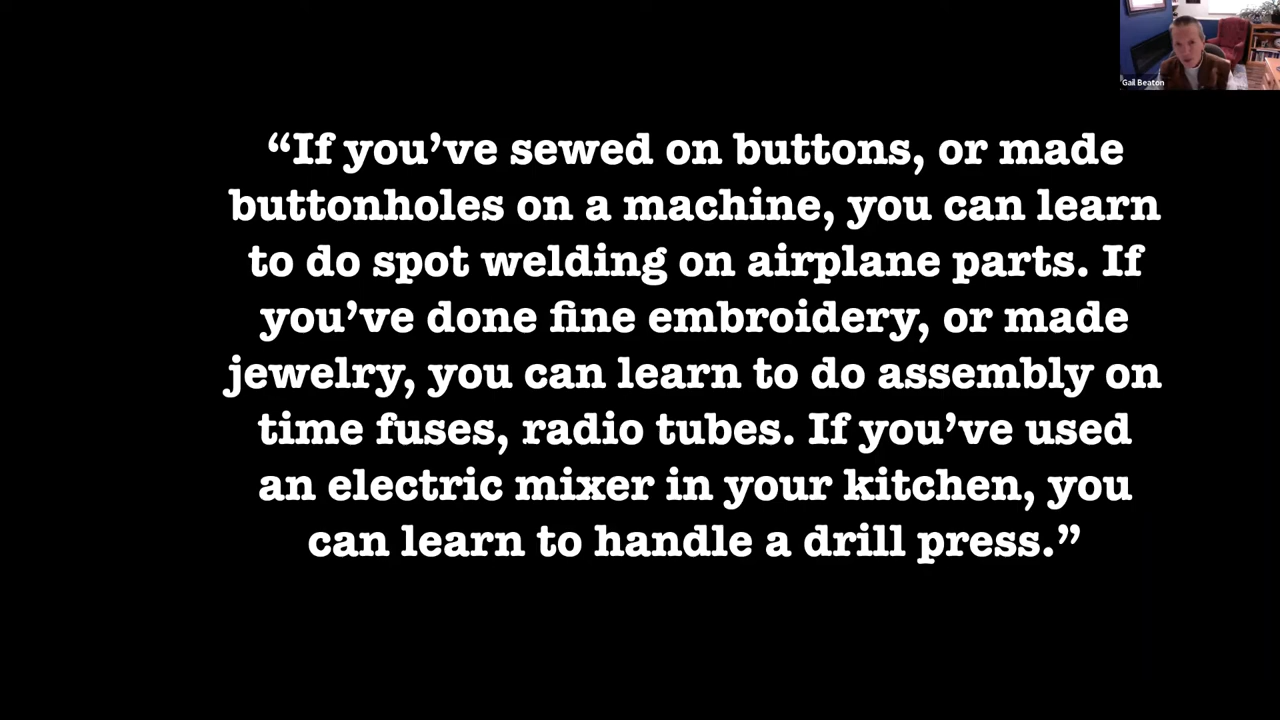 Gail Beaton
“If you’ve sewed on buttons, or made
buttonholes on a machine, you can learn
to do spot welding on airplane parts. If
you’ve done fine embroidery, or made
jewelry, you can learn to do assembly on
time fuses, radio tubes. If you’ve used
an electric mixer in your kitchen, you
can learn to handle a drill press.”